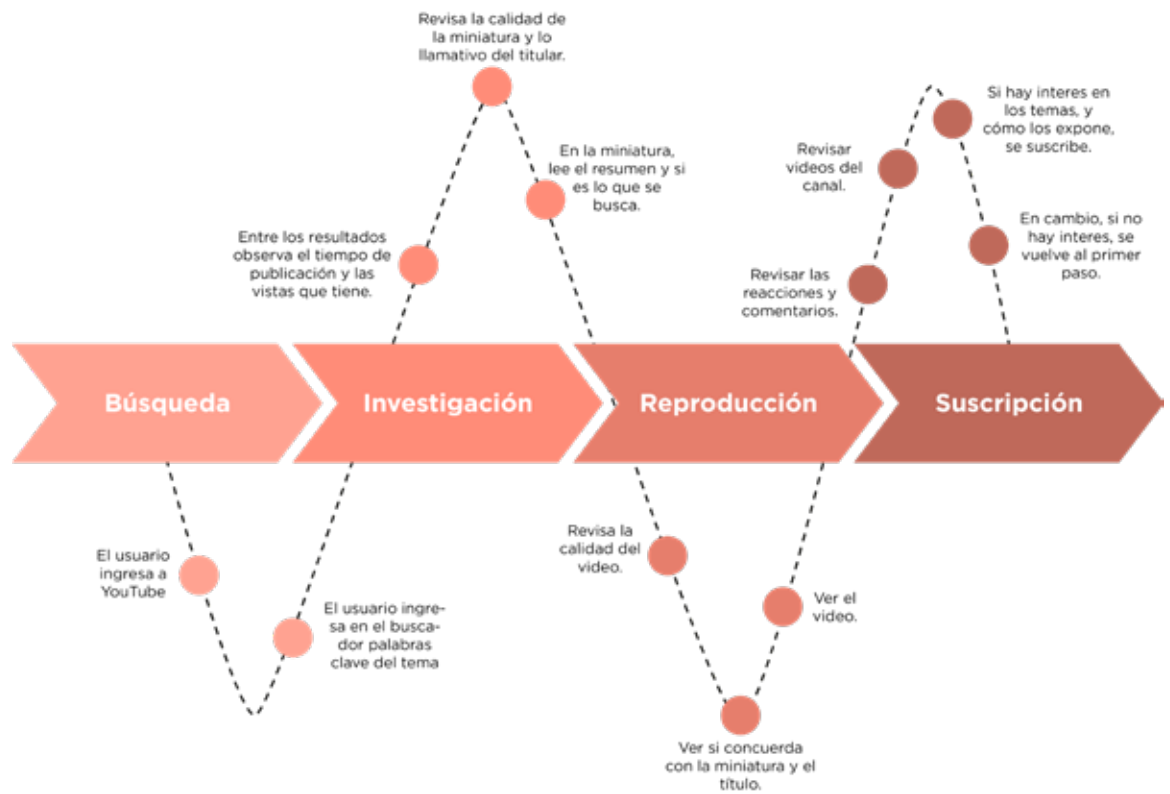 Revisa la calidad de
la miniatura y lo
llamativo del titular.
En la miniatura,
lee el resumen y si
es lo que se
busca.
Entre los resultados
observa el tiempo de
publicación y las
vistas que tiene.
Si hay interes en
los temas, y
cómo los expone,
se suscribe.
Revisar
videos del
canal.
En cambio, si no
hay interes, se
vuelve al primer
paso.
Revisar las
reacciones y
comentarios.
Búsqueda
Investigación
Reproducción
Suscripción
El usuario
ingresa a
YouTube
El usuario ingre-
sa en el busca-
dor palabras
clave del tema
Revisa la
calidad del
video.
Ver el
video.
Ver si concuerda
con la miniatura y el
título.